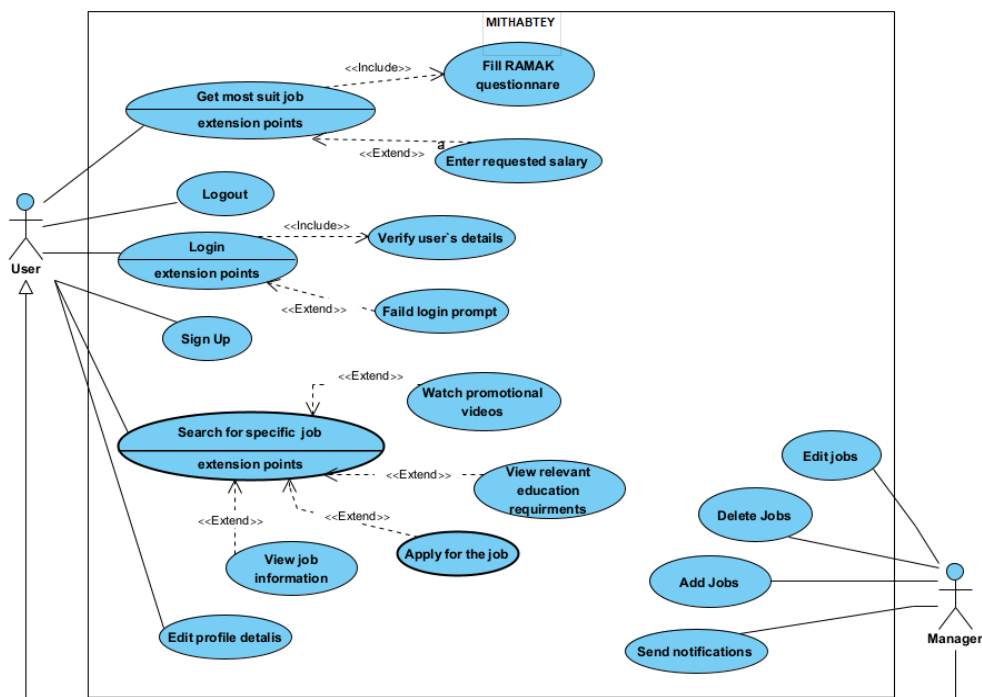 MITHABTEY
<<Include>>
Fill RAMAK
questionnare
Get most suit job
extension points
<<Extend>>
a
Enter requested salary
Logout
<<Include>>
Verify user`s details
Login
extension points
User
<<Extend>>
Faild login prompt
Sign Up
<<Extend>>
Watch promotional
videos
Search for specific job
extension points
<<Extend>>
View relevant
education
requirments
<<Extend>>
<<Extend>>
Apply for the job
View job
information
Edit profile detalis
Edit jobs
Delete Jobs
Add Jobs
Send notifications
Manager